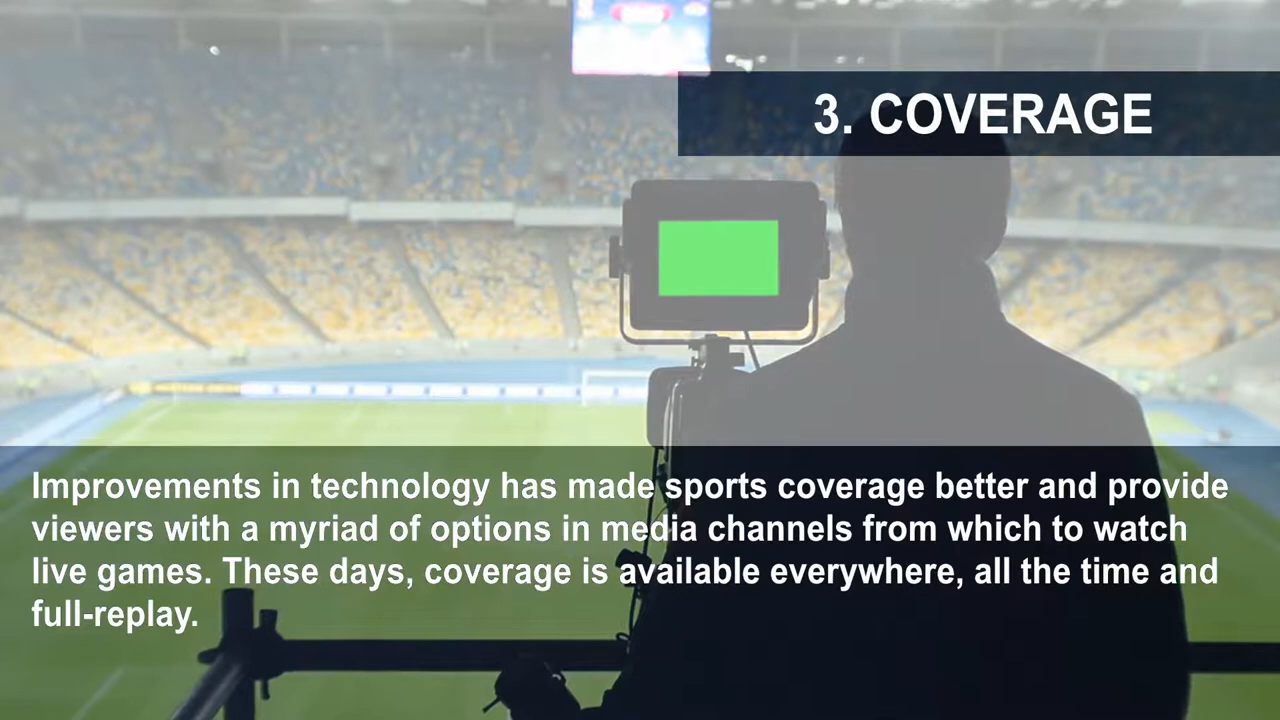 3. COVERAGE
Improvements in technology has made sports coverage better and provide
viewers with a myriad of options in media channels from which to watch
live games. These days, coverage is available everywhere, all the time and
full-replay.